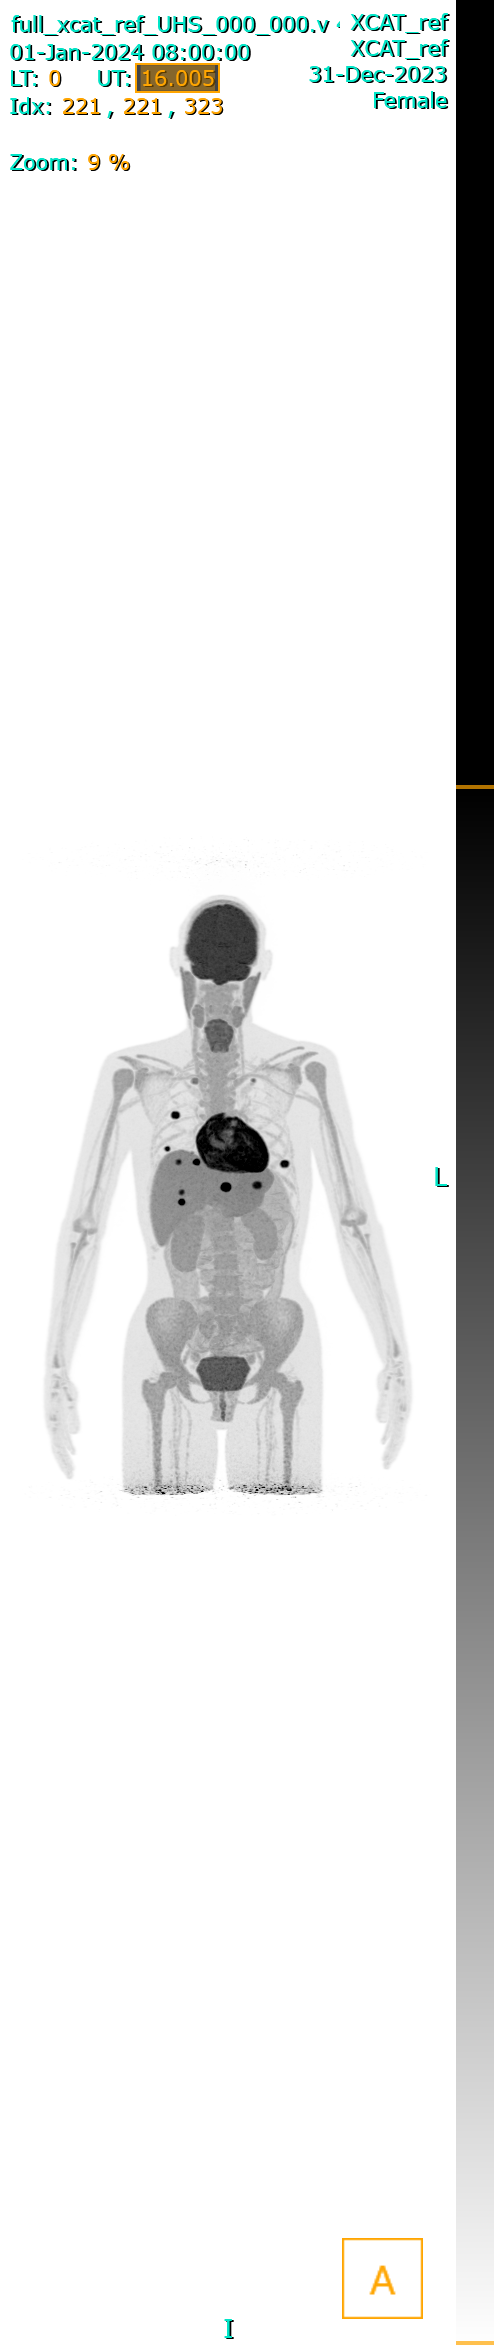 full_xcat_ref_UHS_000_000.v
XCAT_ref
01-Jan-2024 08:00:00
XCAT_ref
LT: 0 UT: 16.005
31-Dec-2023
Idx: 221 , 221 , 323
Female
Zoom: 9 %
L
A
I